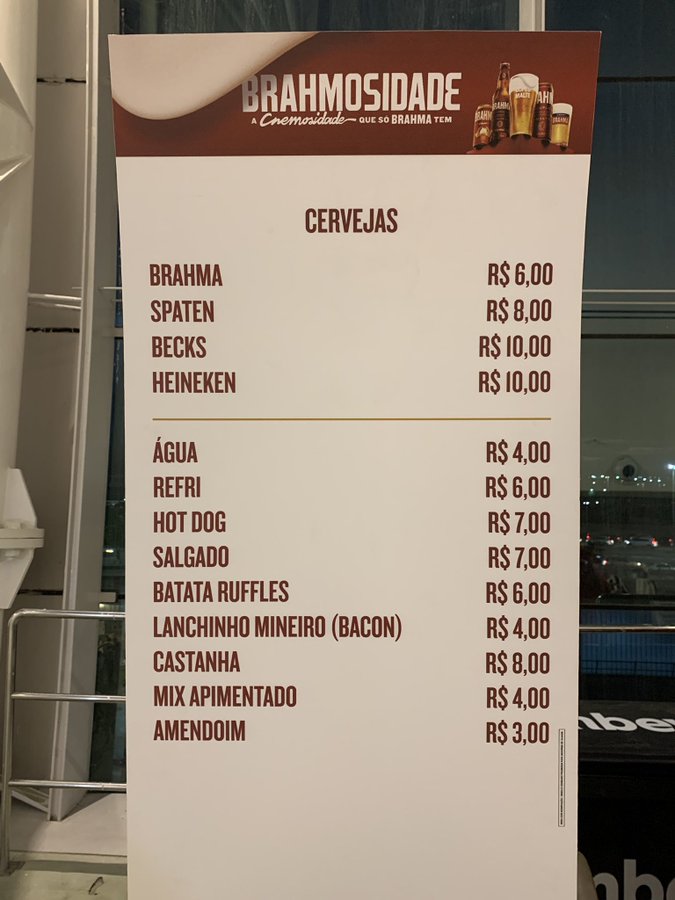 BRAHMOSIDADE
A Cremosidade QUE SÓ BRAHMA TEM
CERVEJAS
BRAHMA R$ 6,00
SPATEN R$ 8,00
BECKS R$ 10,00
HEINEKEN R$ 10,00
ÁGUA R$ 4,00
REFRI R$ 6,00
HOT DOG R$ 7,00
SALGADO R$ 7,00
BATATA RUFFLES R$ 6,00
LANCHINHO MINEIRO (BACON) R$ 4,00
CASTANHA R$ 8,00
MIX APIMENTADO R$ 4,00
AMENDOIM R$ 3,00